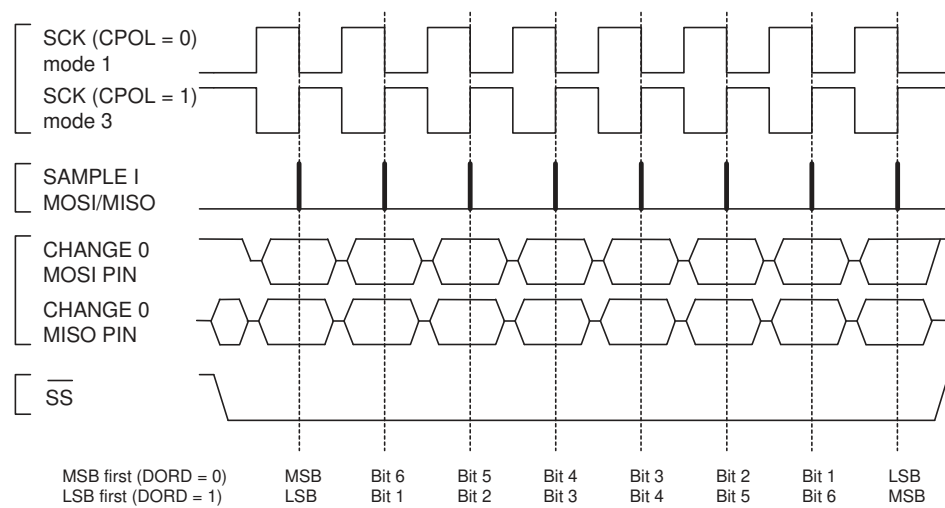 SCK (CPOL = 0)
mode 1
SCK (CPOL = 1)
mode 3
SAMPLE I
MOSI/MISO
CHANGE 0
MOSI PIN
CHANGE 0
MISO PIN
SS
MSB first (DORD = 0) MSB Bit 6 Bit 5 Bit 4 Bit 3 Bit 2 Bit 1 LSB
LSB first (DORD = 1) LSB Bit 1 Bit 2 Bit 3 Bit 4 Bit 5 Bit 6 MSB